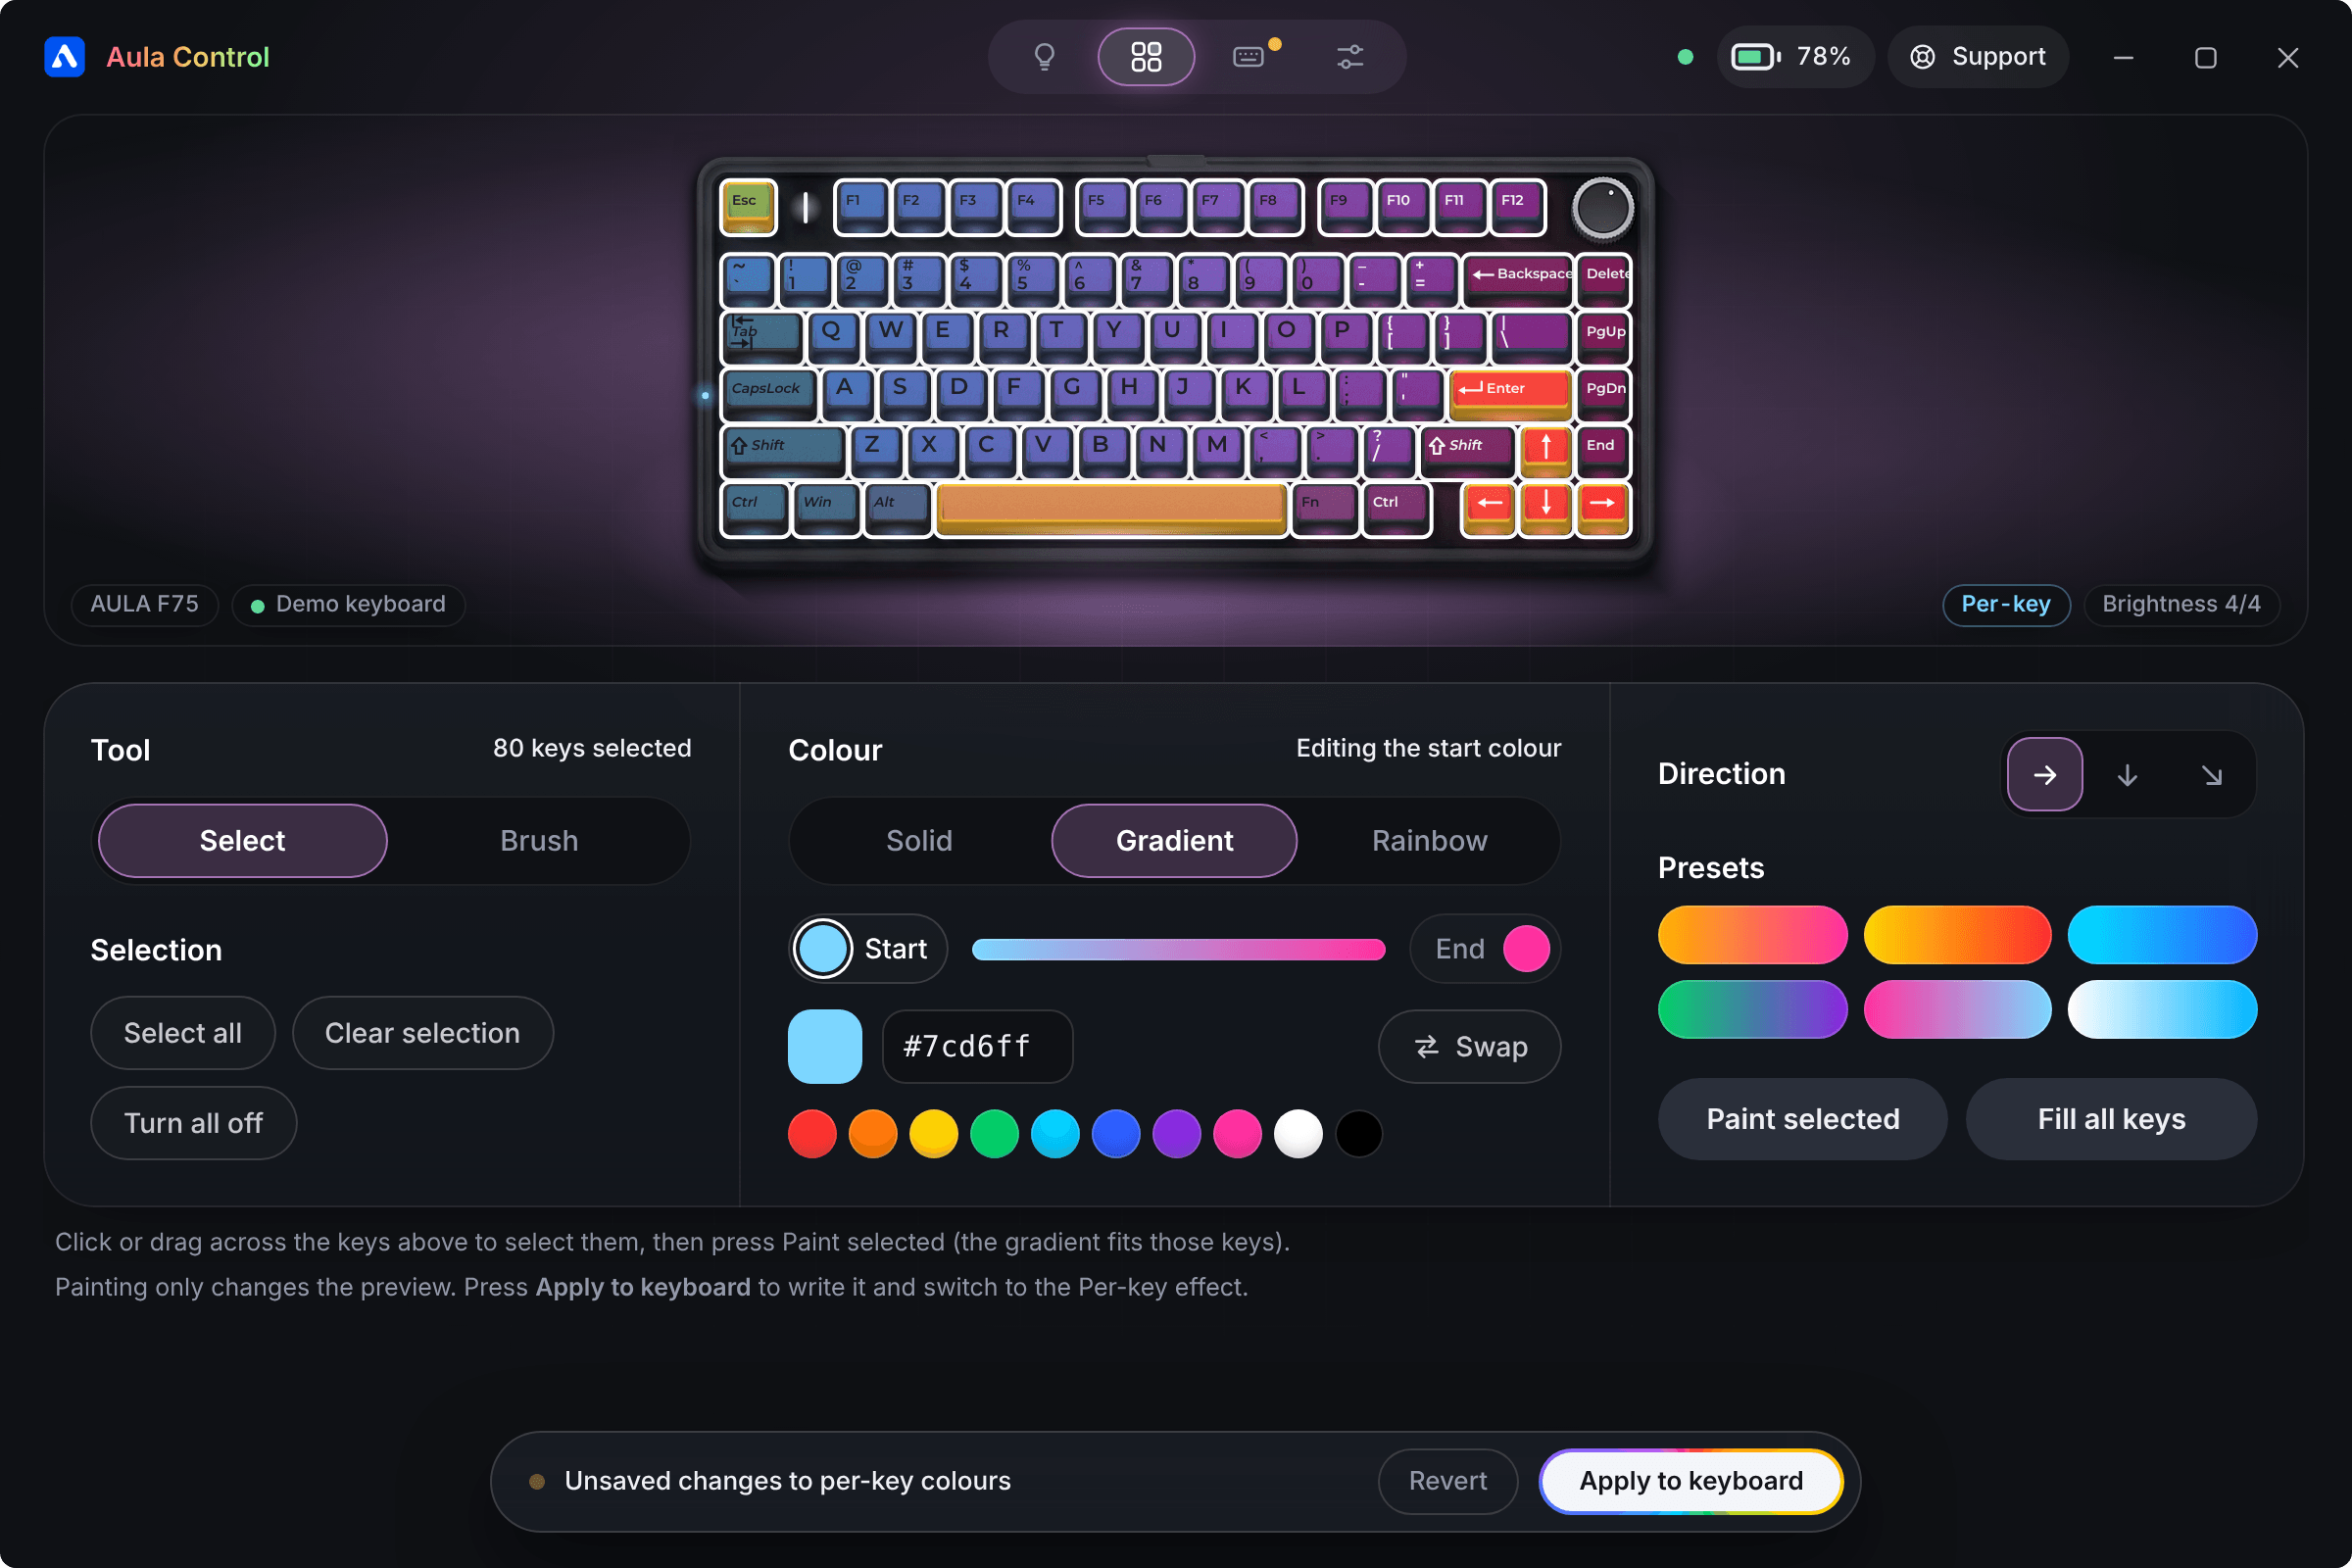 Aula Control
78%
Support
Esc F1 F2 F3 F4 F5 F6 F7 F8 F9 F10 F11 F12
~ ! @ # $ % ^ & * ( ) _ +
` 1 2 3 4 5 6 7 8 9 0 - = Backspace Delete
Tab Q W E R T Y U I O P { [ } ] | \ PgUp
CapsLock A S D F G H J K L : ; " ' Enter PgDn
Shift Z X C V B N M < , > . ? / Shift End
Ctrl Win Alt Fn Ctrl
AULA F75
Demo keyboard
Per-key
Brightness 4/4
Tool
80 keys selected
Select
Brush
Selection
Select all
Clear selection
Turn all off
Colour
Editing the start colour
Solid
Gradient
Rainbow
Start
End
#7cd6ff
Swap
Direction
Presets
Paint selected
Fill all keys
Click or drag across the keys above to select them, then press Paint selected (the gradient fits those keys).
Painting only changes the preview. Press Apply to keyboard to write it and switch to the Per-key effect.
Unsaved changes to per-key colours
Revert
Apply to keyboard